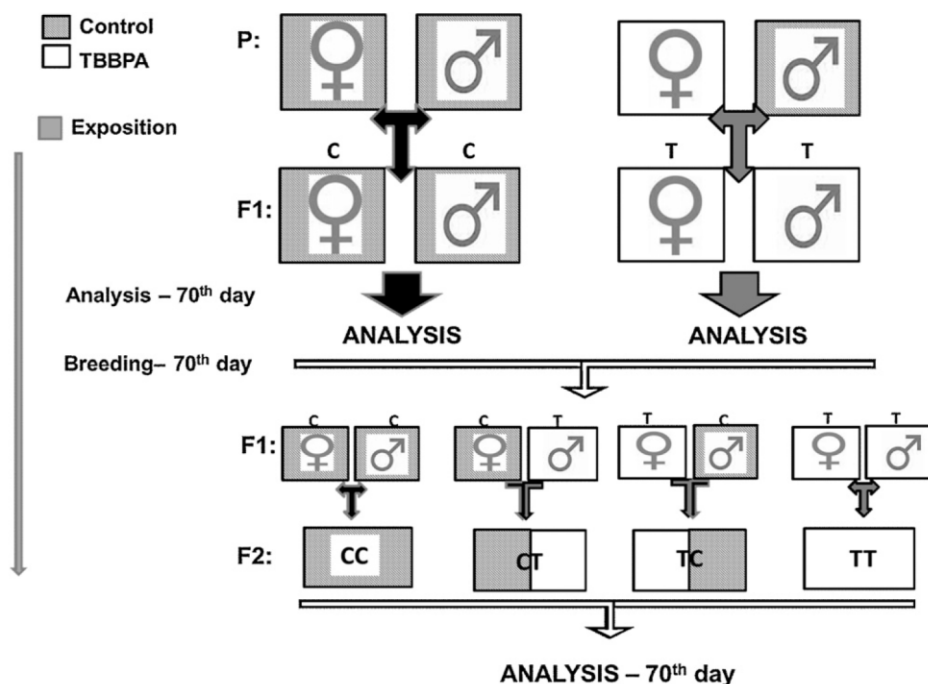 Control
TBBPA
Exposition
P:
C C T T
F1:
Analysis – 70th day
ANALYSIS ANALYSIS
Breeding– 70th day
C C C T T C T T
F1:
F2: CC CT TC TT
ANALYSIS – 70th day